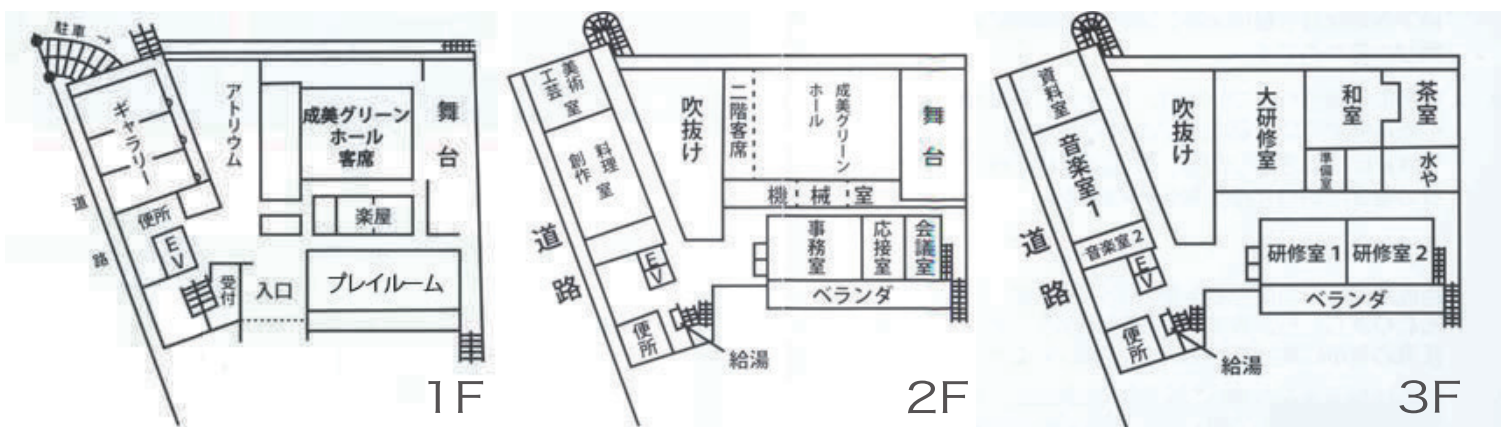 駐車→
ギャラリー
アトリウム
成美グリーン
ホール
客席
舞台
楽屋
便所
EV
道路
受付
入口
プレイルーム
1F
美術室
工芸
吹抜け
二階客席
成美グリーン
ホール
舞台
料理室
創作
機械室
事務室
応接室
会議室
EV
道路
ベランダ
便所
給湯
2F
資料室
吹抜け
大研修室
和室
茶室
音楽室1
準備室
水や
音楽室2
研修室1
研修室2
EV
道路
ベランダ
便所
給湯
3F